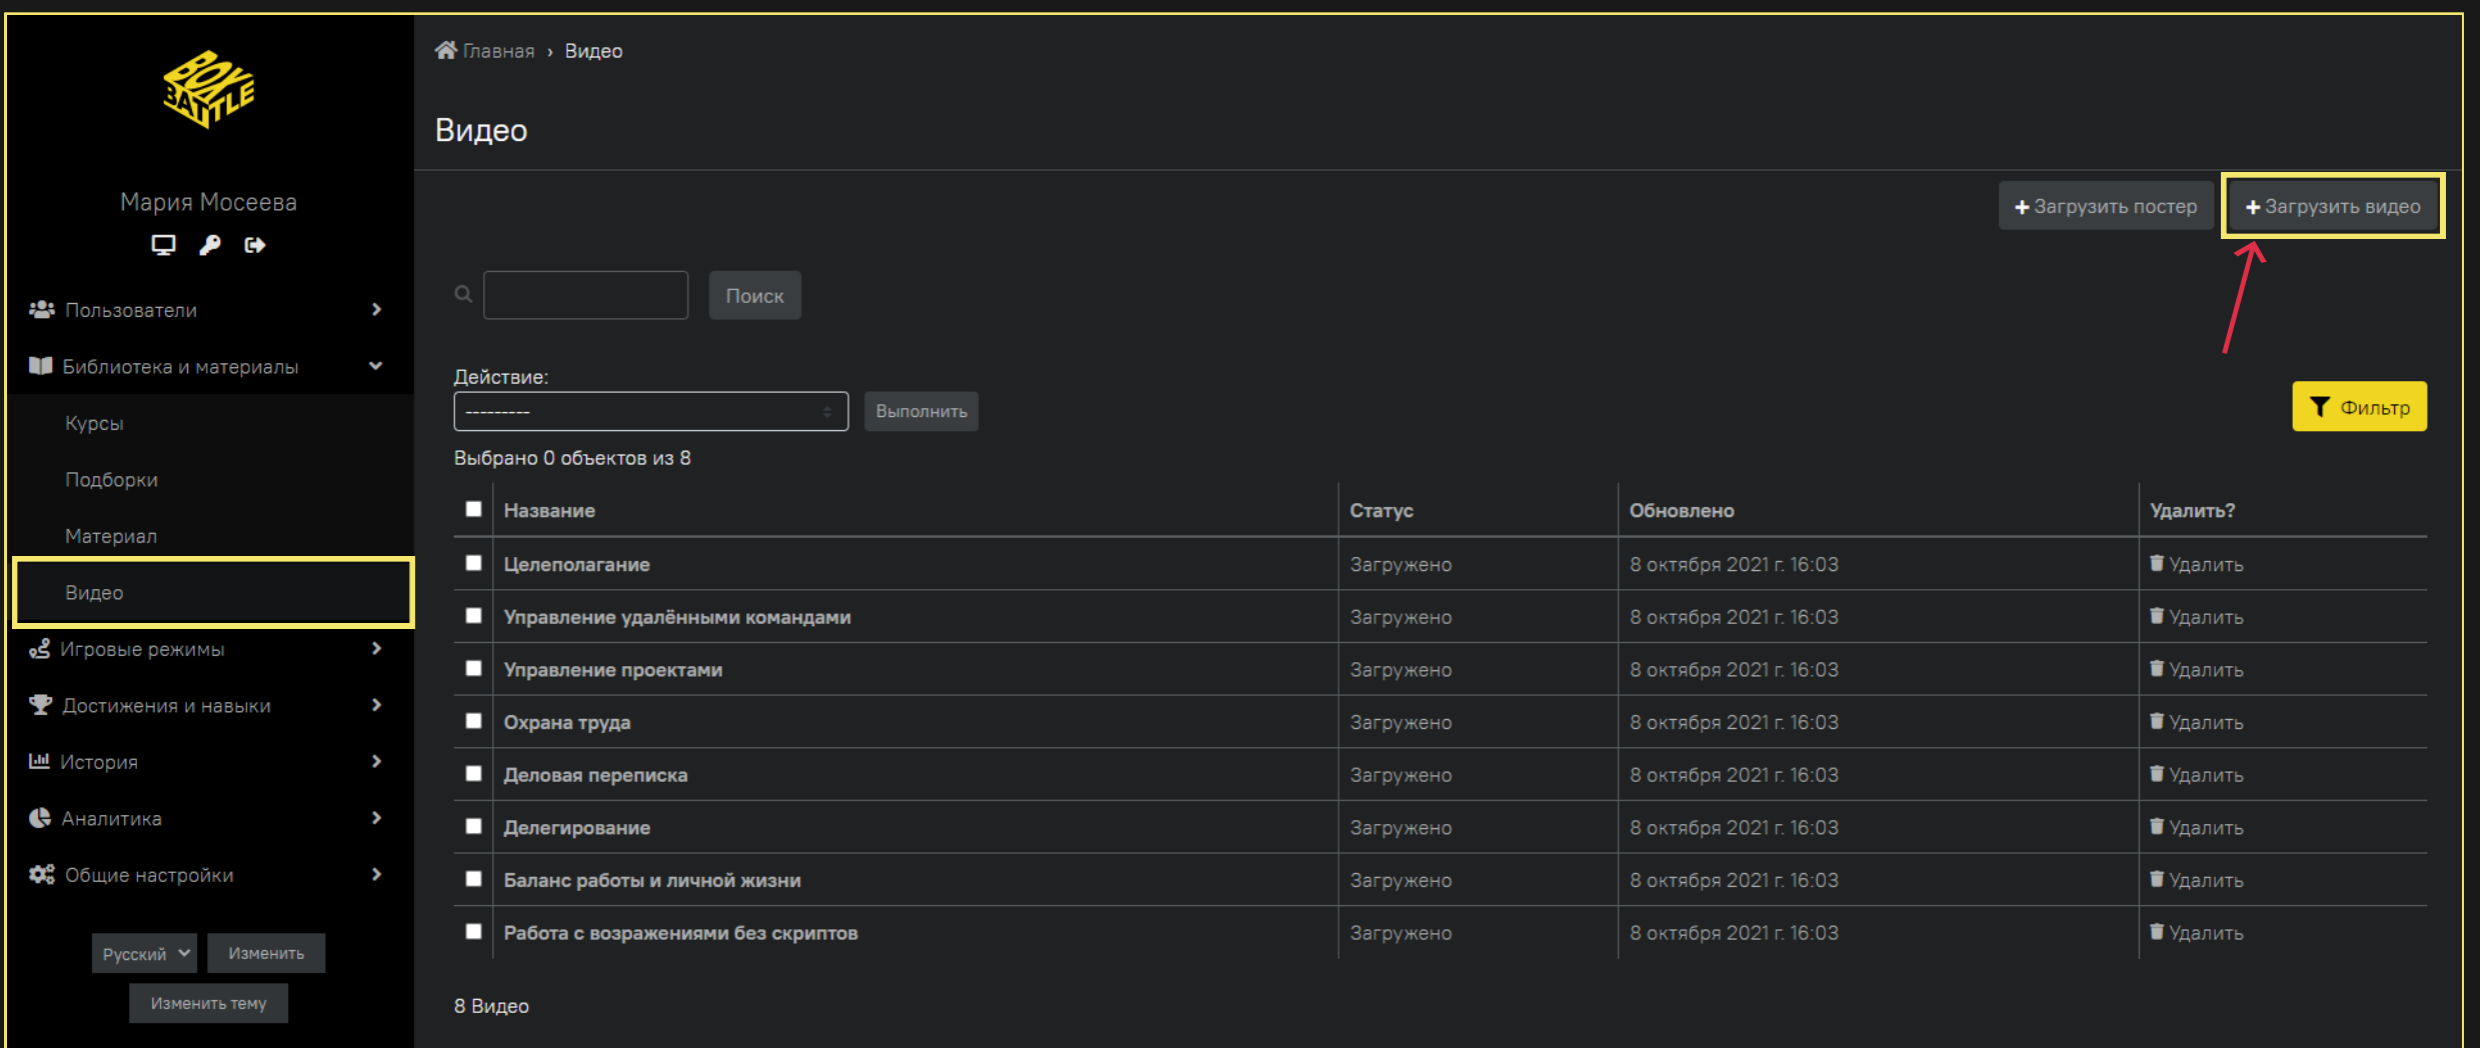 BOOM
BATTLE
Мария Мосеева
Пользователи
Библиотека и материалы
Курсы
Подборки
Материал
Видео
Игровые режимы
Достижения и навыки
История
Аналитика
Общие настройки
Русский Изменить
Изменить тему
Главная › Видео
Видео
+ Загрузить постер + Загрузить видео
Поиск
Действие:
--------- Выполнить Фильтр
Выбрано 0 объектов из 8
Название Статус Обновлено Удалить?
Целеполагание Загружено 8 октября 2021 г. 16:03 Удалить
Управление удалёнными командами Загружено 8 октября 2021 г. 16:03 Удалить
Управление проектами Загружено 8 октября 2021 г. 16:03 Удалить
Охрана труда Загружено 8 октября 2021 г. 16:03 Удалить
Деловая переписка Загружено 8 октября 2021 г. 16:03 Удалить
Делегирование Загружено 8 октября 2021 г. 16:03 Удалить
Баланс работы и личной жизни Загружено 8 октября 2021 г. 16:03 Удалить
Работа с возражениями без скриптов Загружено 8 октября 2021 г. 16:03 Удалить
8 Видео